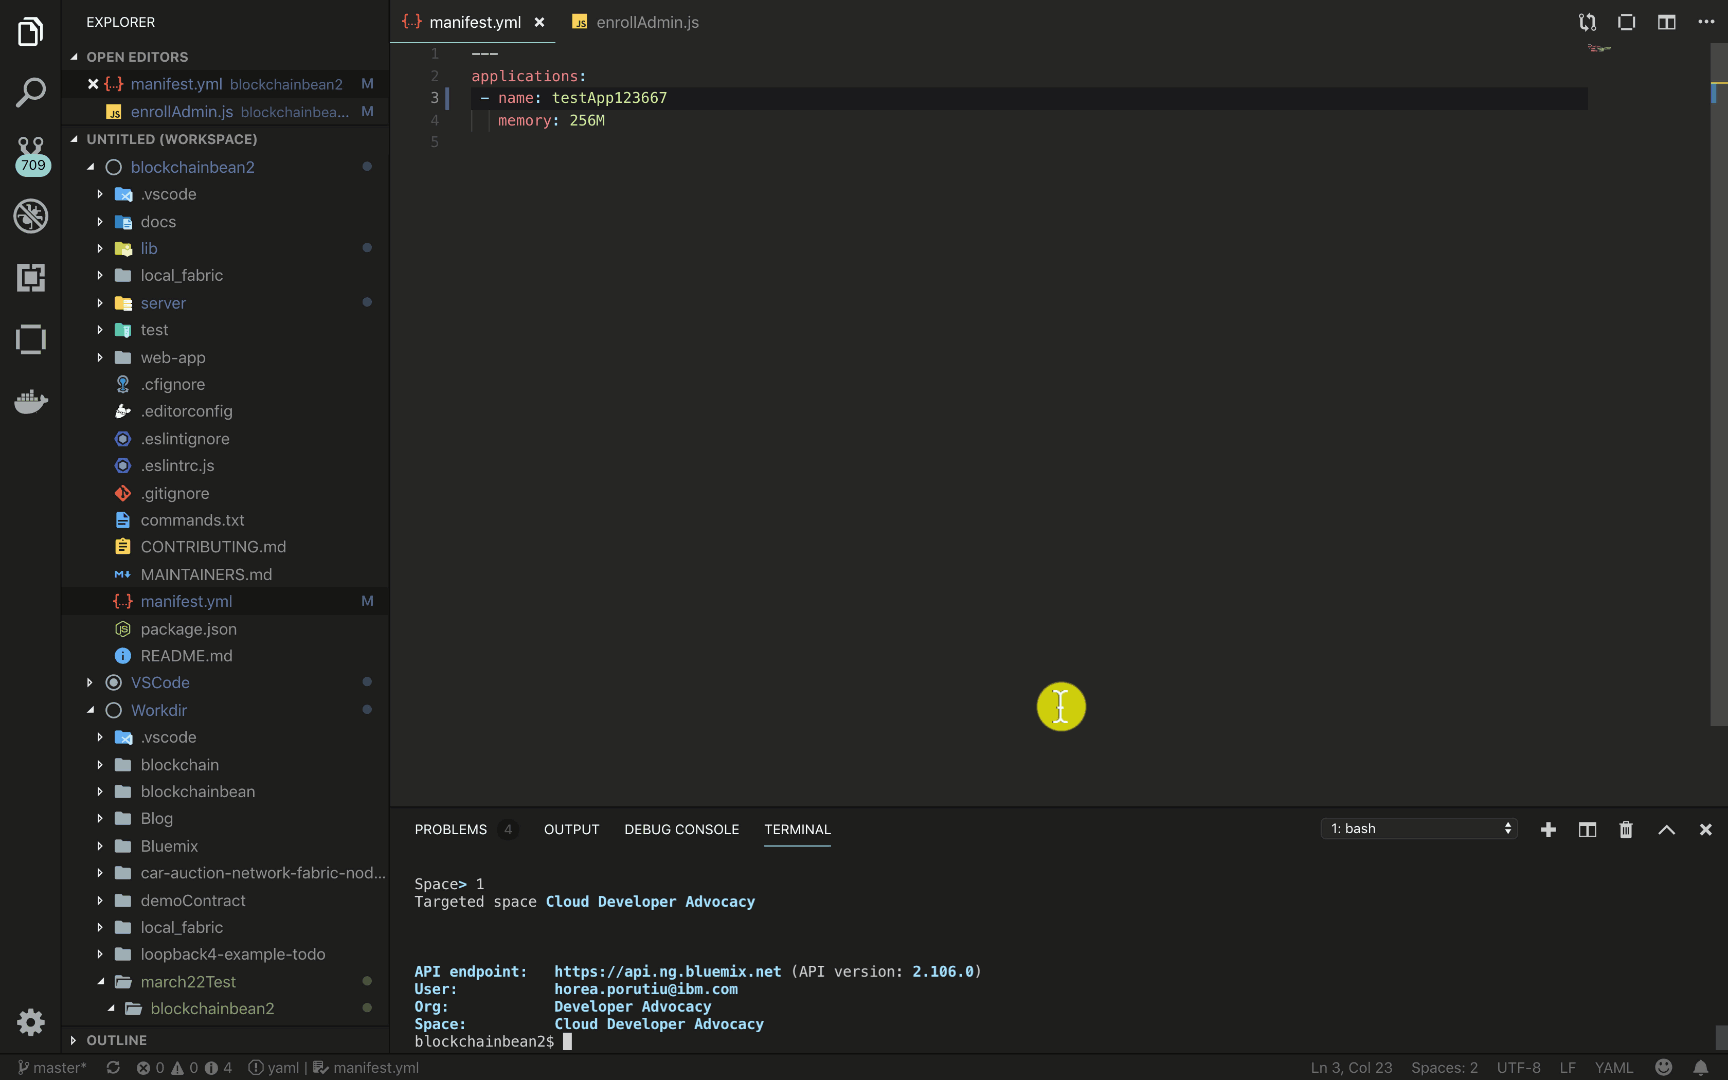 EXPLORER
OPEN EDITORS
manifest.yml blockchainbean2 M
enrollAdmin.js blockchainbea... M
UNTITLED (WORKSPACE)
709
blockchainbean2
.vscode
docs
lib
local_fabric
server
test
web-app
.cfignore
.editorconfig
.eslintignore
.eslintrc.js
.gitignore
commands.txt
CONTRIBUTING.md
MAINTAINERS.md
manifest.yml M
package.json
README.md
VSCode
Workdir
.vscode
blockchain
blockchainbean
Blog
Bluemix
car-auction-network-fabric-nod...
demoContract
local_fabric
loopback4-example-todo
march22Test
blockchainbean2
OUTLINE
manifest.yml
enrollAdmin.js
1 ---
2 applications:
3 - name: testApp123667
4 memory: 256M
5
PROBLEMS 4 OUTPUT DEBUG CONSOLE TERMINAL 1: bash
Space> 1
Targeted space Cloud Developer Advocacy
API endpoint: https://api.ng.bluemix.net (API version: 2.106.0)
User: horea.porutiu@ibm.com
Org: Developer Advocacy
Space: Cloud Developer Advocacy
blockchainbean2$
master* 0 0 4 yaml | manifest.yml Ln 3, Col 23 Spaces: 2 UTF-8 LF YAML